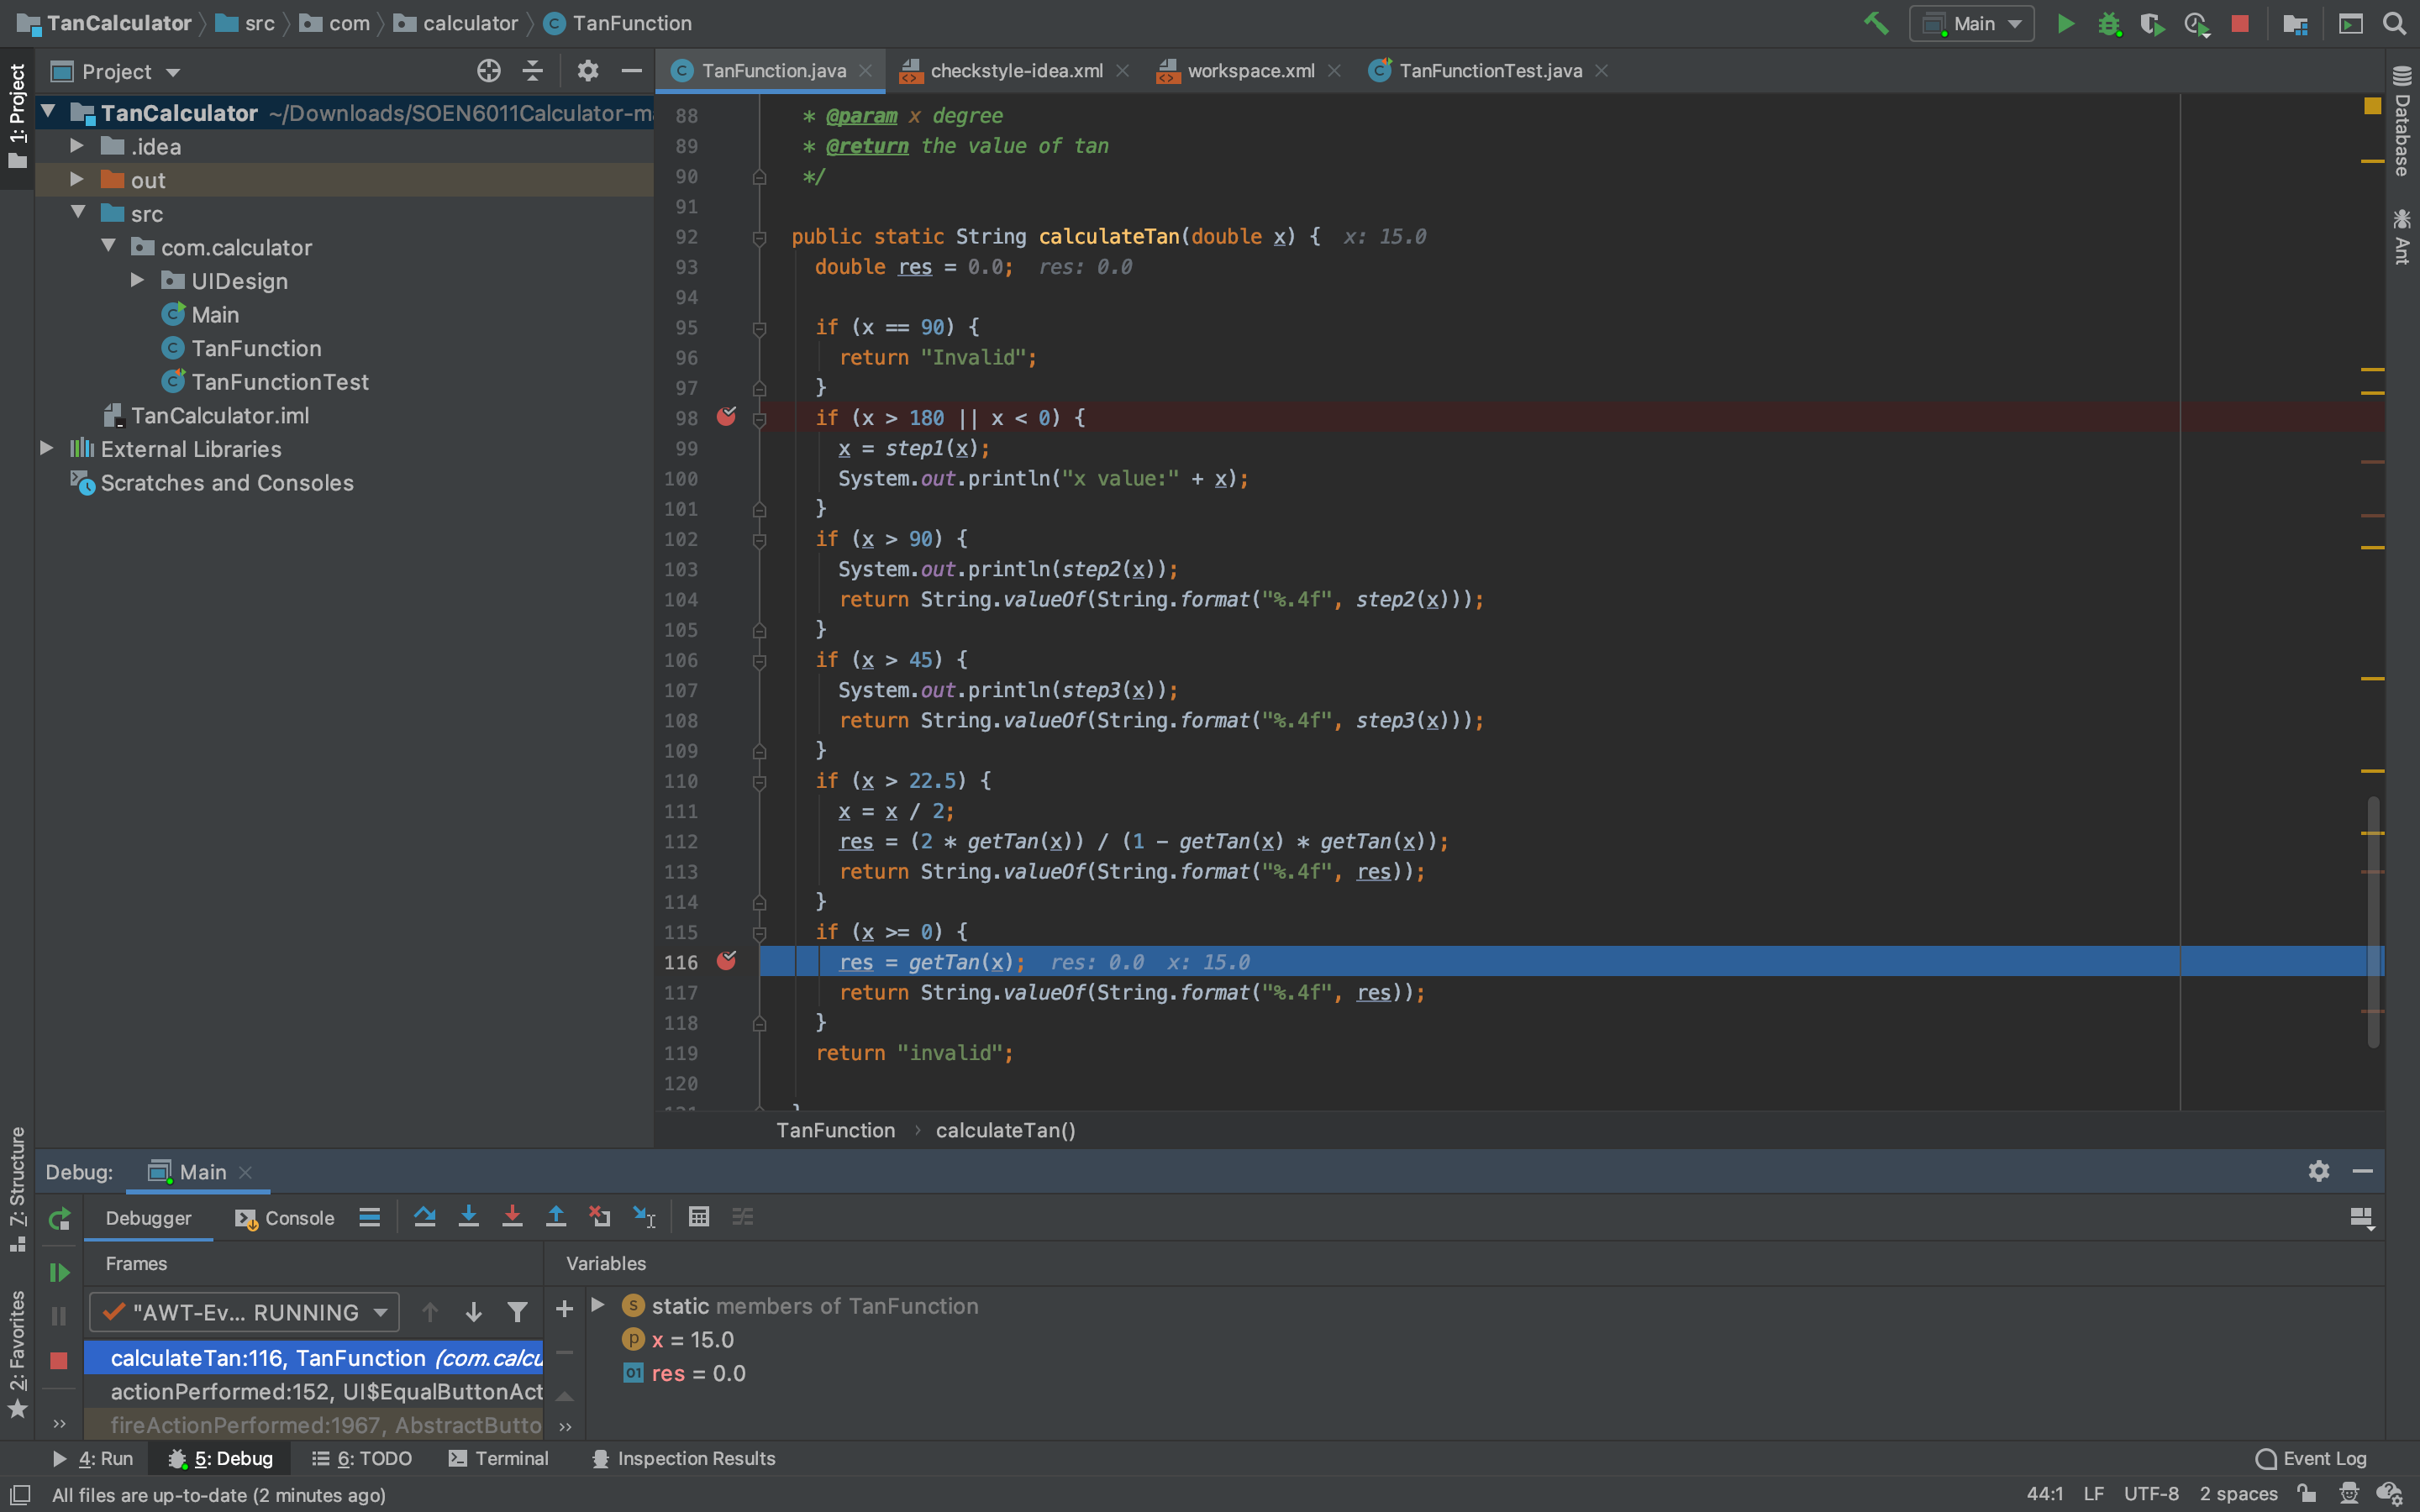 TanCalculator src com calculator TanFunction Main
1: Project
Project
TanFunction.java checkstyle-idea.xml workspace.xml TanFunctionTest.java
TanCalculator ~/Downloads/SOEN6011Calculator-ma
.idea
out
src
com.calculator
UIDesign
Main
TanFunction
TanFunctionTest
TanCalculator.iml
External Libraries
Scratches and Consoles
88 * @param x degree
89 * @return the value of tan
90 */
91
92 public static String calculateTan(double x) { x: 15.0
93 double res = 0.0; res: 0.0
94
95 if (x == 90) {
96 return "Invalid";
97 }
98 if (x > 180 || x < 0) {
99 x = step1(x);
100 System.out.println("x value:" + x);
101 }
102 if (x > 90) {
103 System.out.println(step2(x));
104 return String.valueOf(String.format("%.4f", step2(x)));
105 }
106 if (x > 45) {
107 System.out.println(step3(x));
108 return String.valueOf(String.format("%.4f", step3(x)));
109 }
110 if (x > 22.5) {
111 x = x / 2;
112 res = (2 * getTan(x)) / (1 - getTan(x) * getTan(x));
113 return String.valueOf(String.format("%.4f", res));
114 }
115 if (x >= 0) {
116 res = getTan(x); res: 0.0 x: 15.0
117 return String.valueOf(String.format("%.4f", res));
118 }
119 return "invalid";
120
TanFunction › calculateTan()
Database
Ant
7: Structure
2: Favorites
Debug: Main
Debugger Console
Frames
Variables
"AWT-Ev... RUNNING
calculateTan:116, TanFunction (com.calcu
actionPerformed:152, UI$EqualButtonAct
fireActionPerformed:1967, AbstractButto
static members of TanFunction
x = 15.0
res = 0.0
4: Run 5: Debug 6: TODO Terminal Inspection Results Event Log
All files are up-to-date (2 minutes ago) 44:1 LF UTF-8 2 spaces